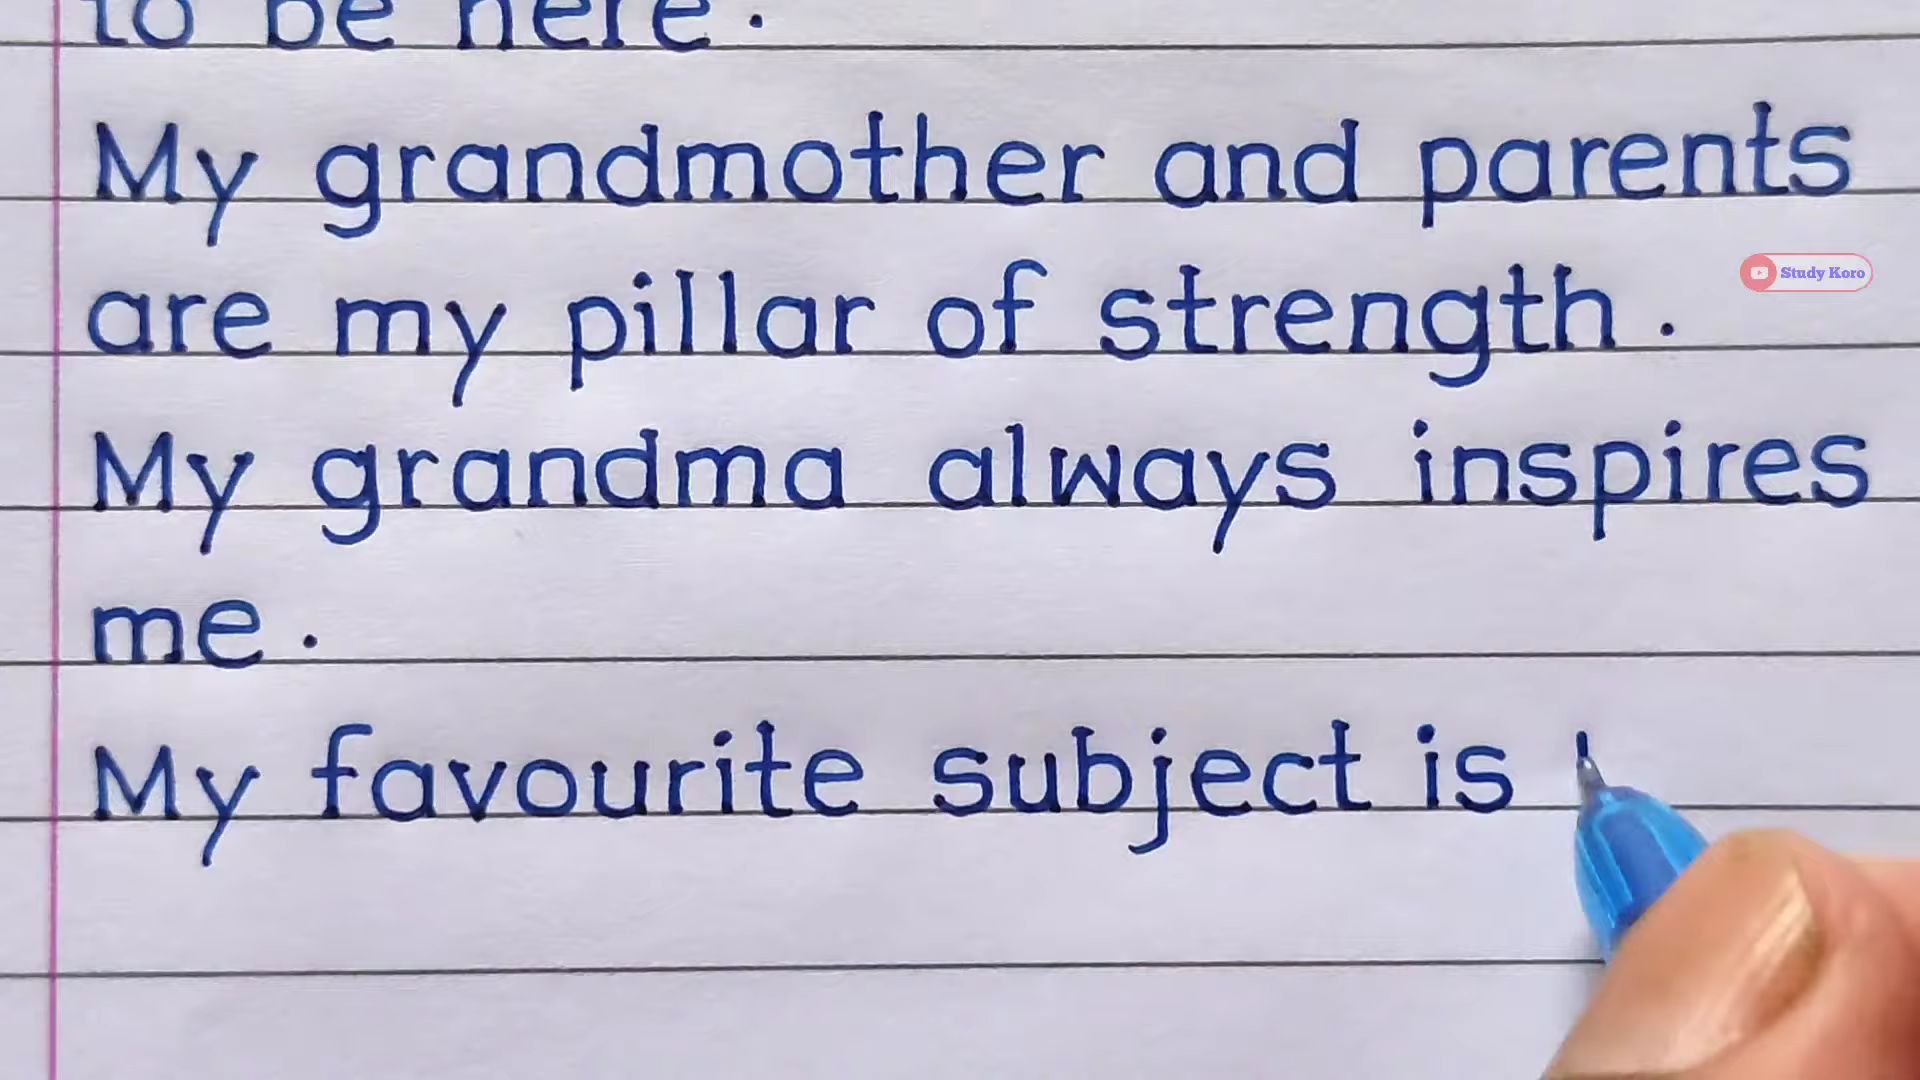 to be here .
My grandmother and parents
are my pillar of strength .
Study Koro
My grandma always inspires
me .
My favourite subject is